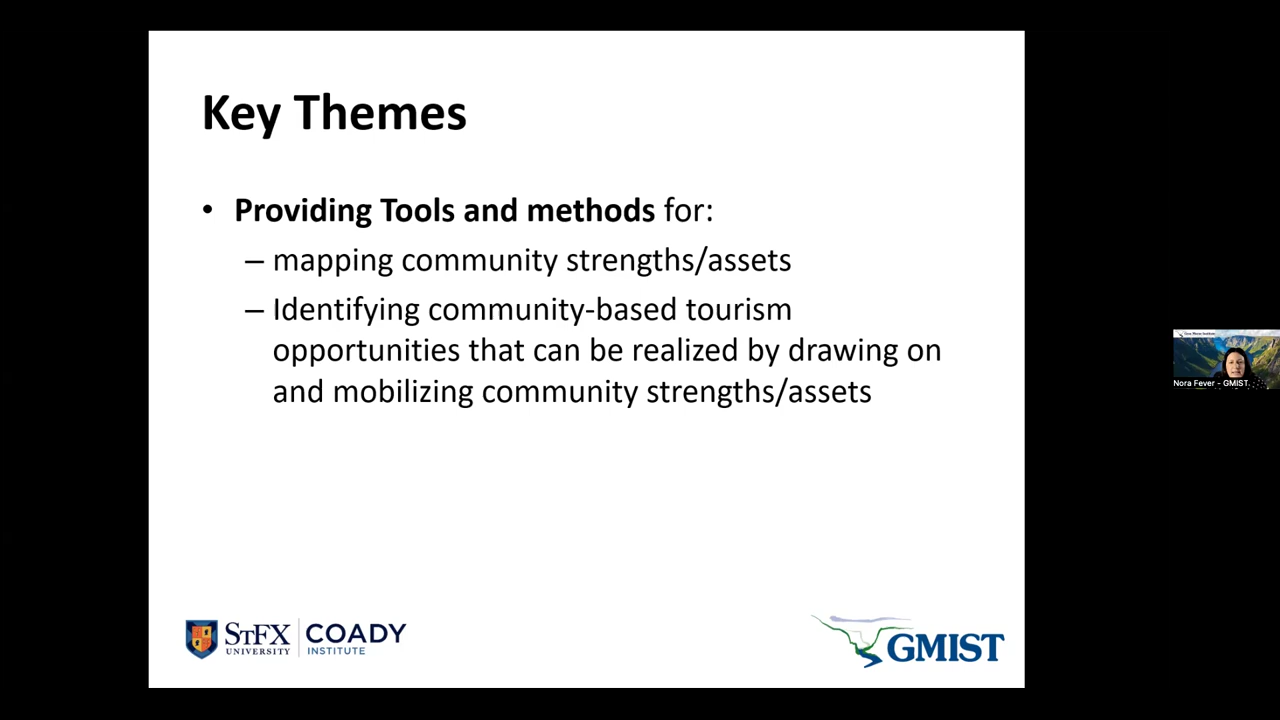 Key Themes
• Providing Tools and methods for:
– mapping community strengths/assets
– Identifying community-based tourism
opportunities that can be realized by drawing on
and mobilizing community strengths/assets
STFX
UNIVERSITY
COADY
INSTITUTE
GMIST
Nora Fever - GMIST